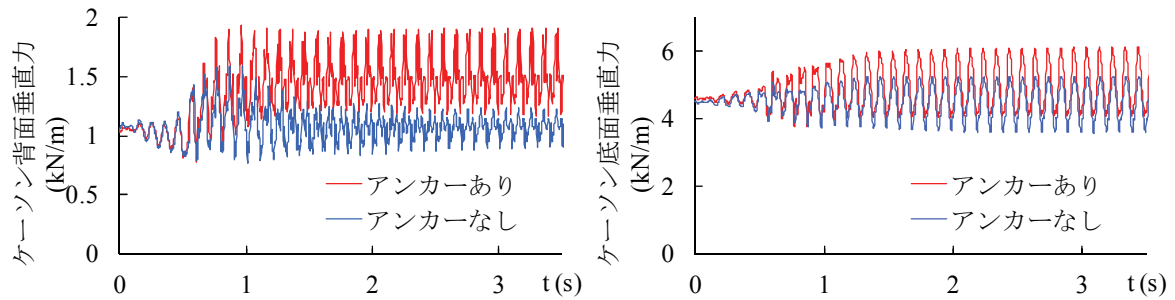 ケーソン背面垂直力
(kN/m)
2
1.5
1
0.5
0
0
1
2
3
t (s)
アンカーあり
アンカーなし
ケーソン底面垂直力
(kN/m)
6
4
2
0
0
1
2
3
t (s)
アンカーあり
アンカーなし